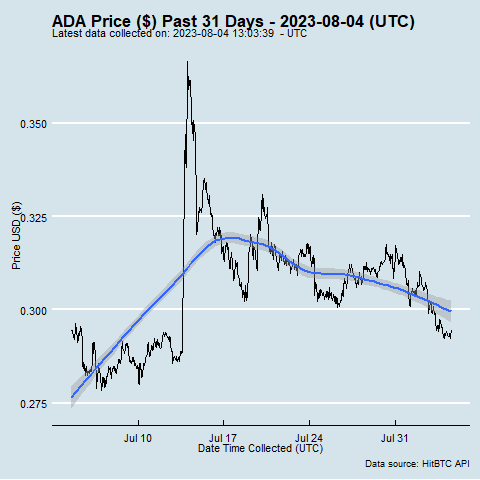 ADA Price ($) Past 31 Days - 2023-08-04 (UTC)
Latest data collected on: 2023-08-04 13:03:39 - UTC
0.350
0.325
0.300
0.275
Price USD ($)
Jul 10 Jul 17 Jul 24 Jul 31
Date Time Collected (UTC)
Data source: HitBTC API